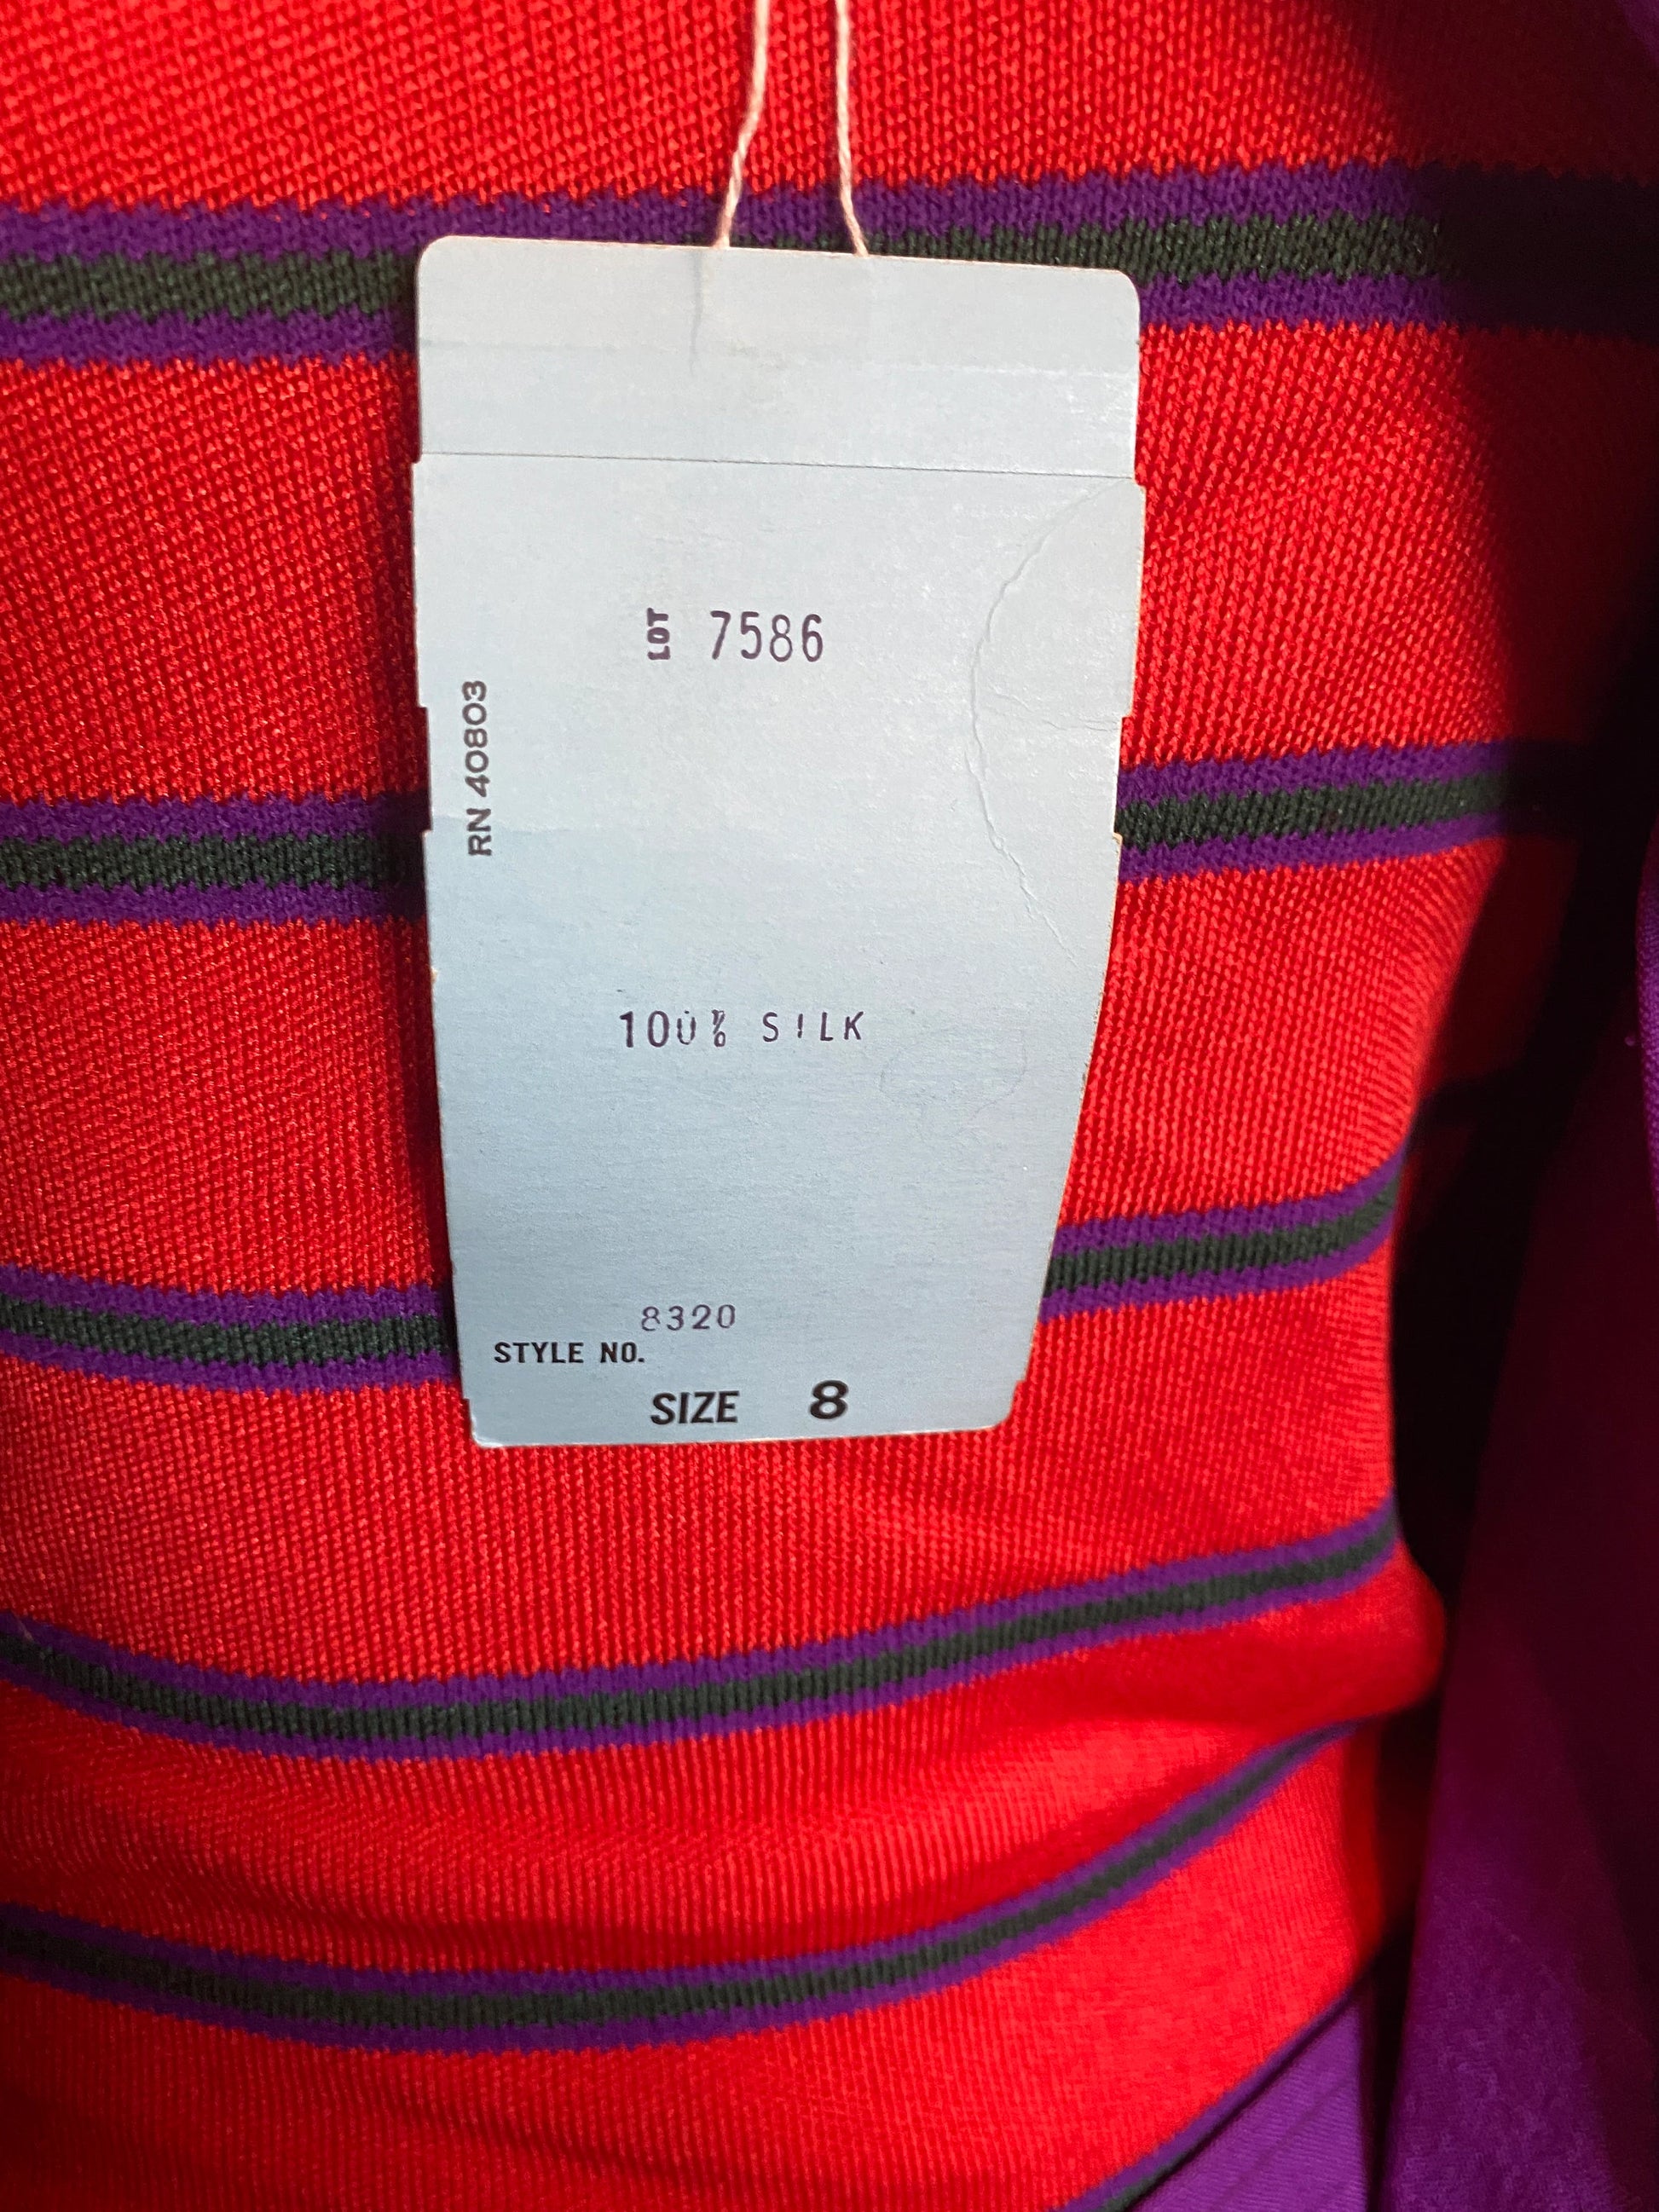 LOT 7586
RN 40803
100% SILK
8320
STYLE NO.
SIZE 8